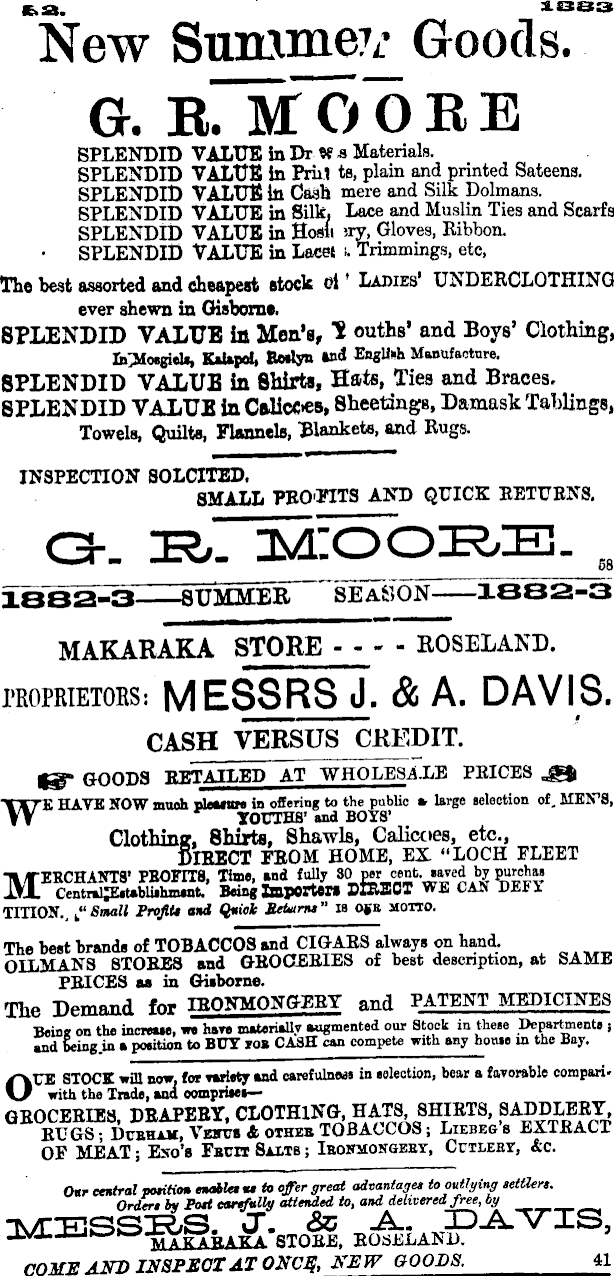 82. 1883
New Summer Goods.
G. R. MOORE
SPLENDID VALUE in Dress Materials.
SPLENDID VALUE in Prints, plain and printed Sateens.
SPLENDID VALUE in Cashmere and Silk Dolmans.
SPLENDID VALUE in Silk, Lace and Muslin Ties and Scarfs
SPLENDID VALUE in Hosiery, Gloves, Ribbon.
SPLENDID VALUE in Laces, Trimmings, etc,
The best assorted and cheapest stock of LADIES' UNDERCLOTHING
ever shewn in Gisborne.
SPLENDID VALUE in Men's, Youths' and Boys' Clothing,
In Mosgiels, Kaiapoi, Roslyn and English Manufacture.
SPLENDID VALUE in Shirts, Hats, Ties and Braces.
SPLENDID VALUE in Calicoes, Sheetings, Damask Tablings,
Towels, Quilts, Flannels, Blankets, and Rugs.
INSPECTION SOLCITED.
SMALL PROFITS AND QUICK RETURNS.
G. R. MOORE.
58
1882-3—SUMMER SEASON—1882-3
MAKARAKA STORE - - - - ROSELAND.
PROPRIETORS: MESSRS J. & A. DAVIS.
CASH VERSUS CREDIT.
GOODS RETAILED AT WHOLESALE PRICES
WE HAVE NOW much pleasure in offering to the public a large selection of MEN'S,
YOUTHS' and BOYS'
Clothing, Shirts, Shawls, Calicoes, etc.,
DIRECT FROM HOME, EX "LOCH FLEET
MERCHANTS' PROFITS, Time, and fully 30 per cent. saved by purchas
Central Establishment. Being Importers DIRECT WE CAN DEFY
TITION. "Small Profits and Quick Returns" IS OUR MOTTO.
The best brands of TOBACCOS and CIGARS always on hand.
OILMANS STORES and GROCERIES of best description, at SAME
PRICES as in Gisborne.
The Demand for IRONMONGERY and PATENT MEDICINES
Being on the increase, we have materially augmented our Stock in these Departments;
and being in a position to BUY FOR CASH can compete with any house in the Bay.
OUR STOCK will now, for variety and carefulness in selection, bear a favorable compari-
with the Trade, and comprises—
GROCERIES, DRAPERY, CLOTHING, HATS, SHIRTS, SADDLERY,
RUGS; DURHAM, VENUS & OTHER TOBACCOS; LIEBEG'S EXTRACT
OF MEAT; ENO'S FRUIT SALTS; IRONMONGERY, CUTLERY, &c.
Our central position enables us to offer great advantages to outlying settlers.
Orders by Post carefully attended to, and delivered free, by
MESSRS. J. & A. DAVIS,
MAKARAKA STORE, ROSELAND.
COME AND INSPECT AT ONCE, NEW GOODS. 41